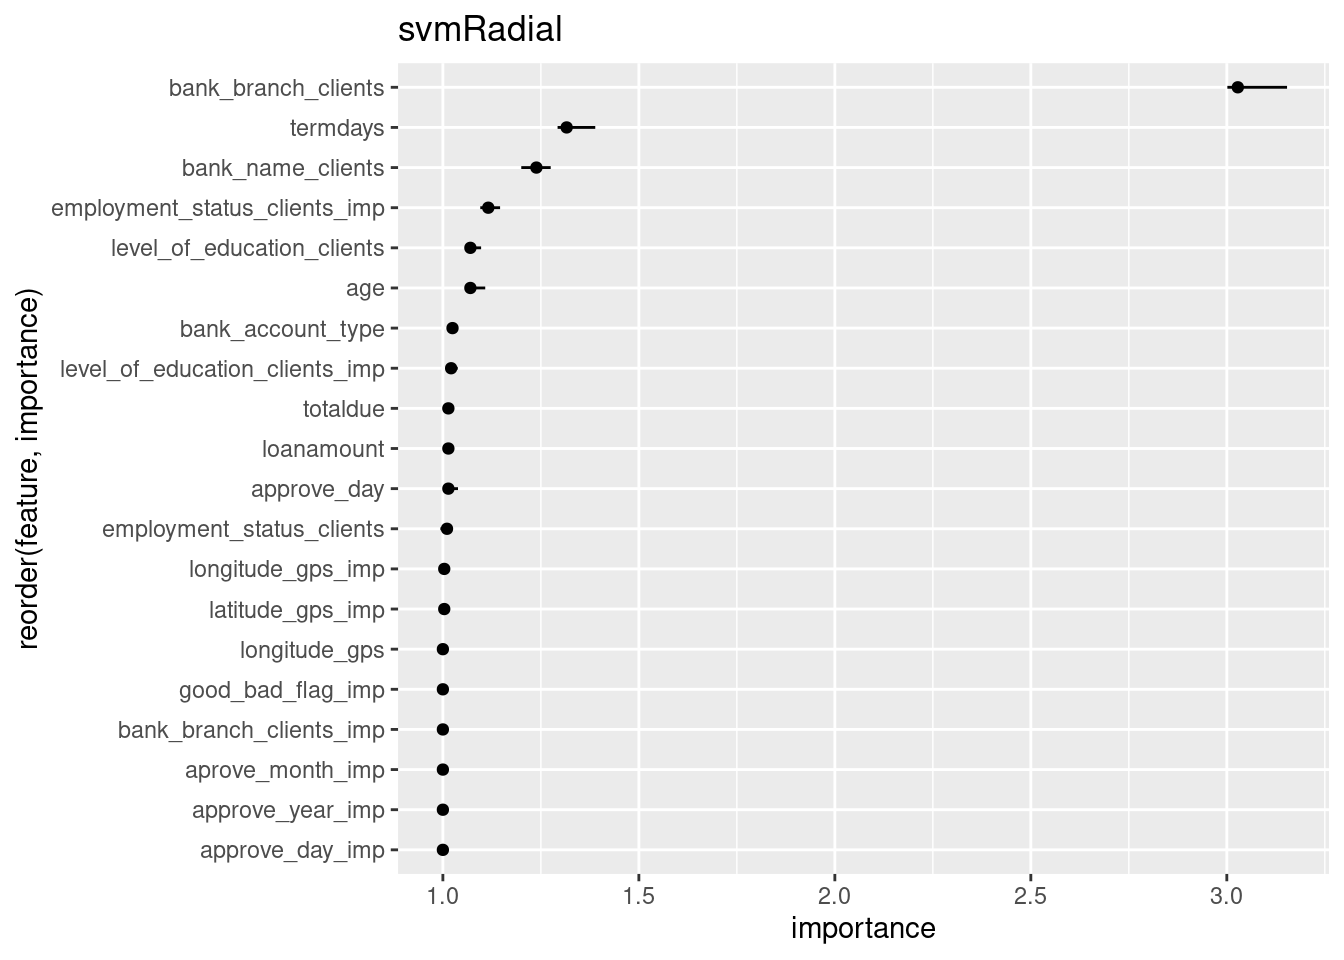 svmRadial
bank_branch_clients
termdays
bank_name_clients
employment_status_clients_imp
level_of_education_clients
age
bank_account_type
level_of_education_clients_imp
totaldue
loanamount
approve_day
employment_status_clients
longitude_gps_imp
latitude_gps_imp
longitude_gps
good_bad_flag_imp
bank_branch_clients_imp
aprove_month_imp
approve_year_imp
approve_day_imp
reorder(feature, importance)
1.0 1.5 2.0 2.5 3.0
importance